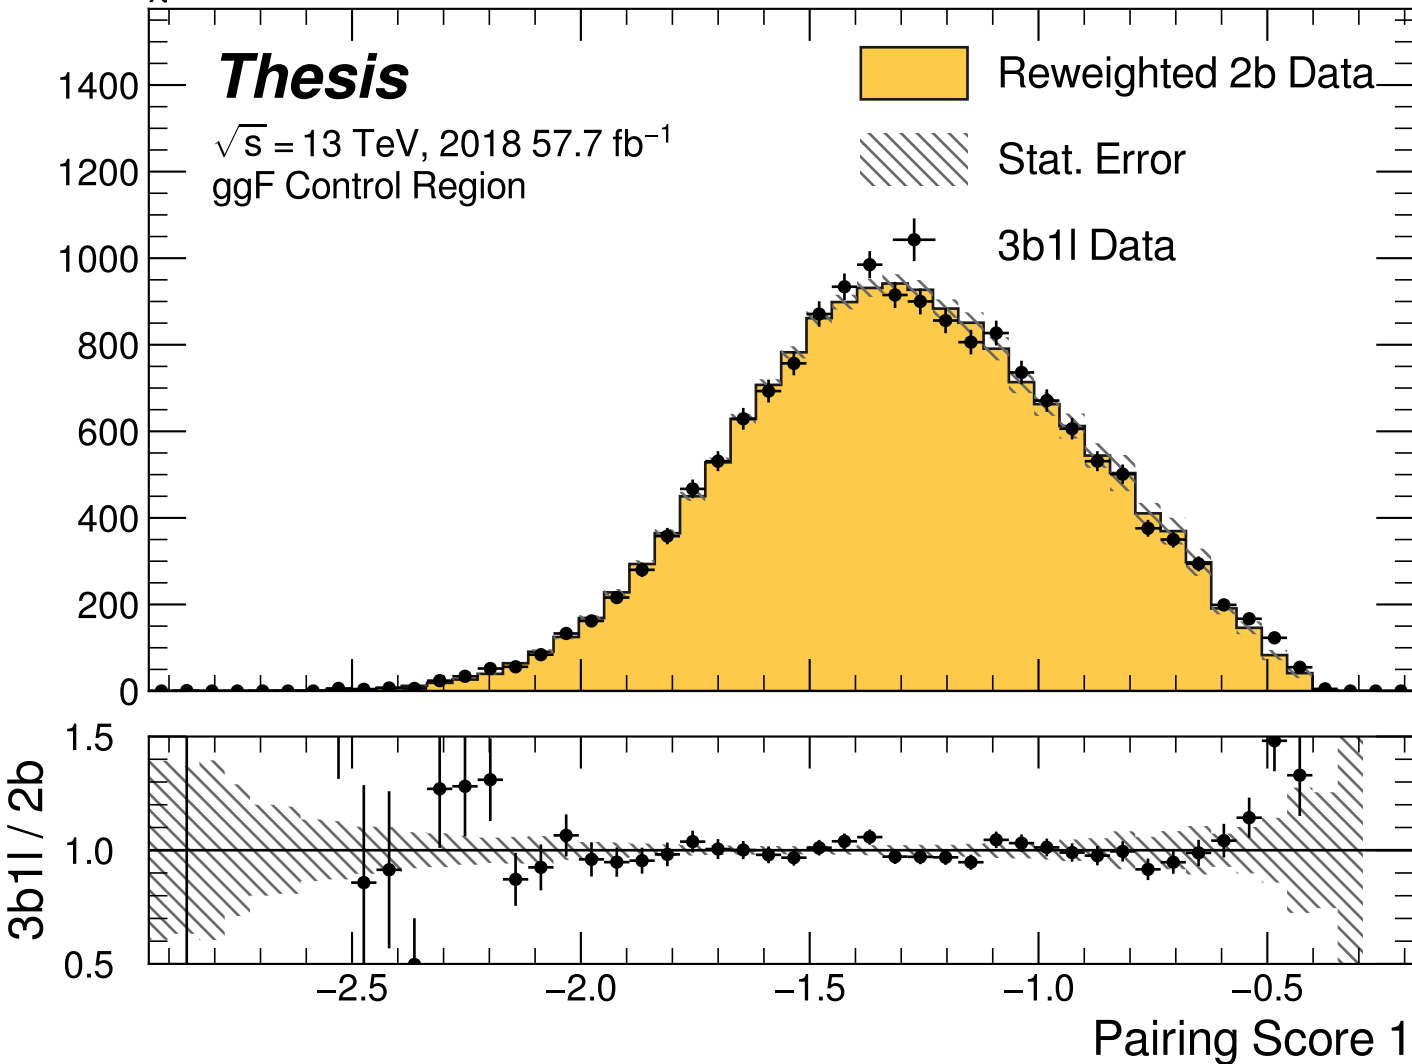 Thesis
√s = 13 TeV, 2018 57.7 fb⁻¹
ggF Control Region
Reweighted 2b Data
Stat. Error
3b1l Data
1400
1200
1000
800
600
400
200
0
1.5
1.0
0.5
3b1l / 2b
−2.5 −2.0 −1.5 −1.0 −0.5
Pairing Score 1